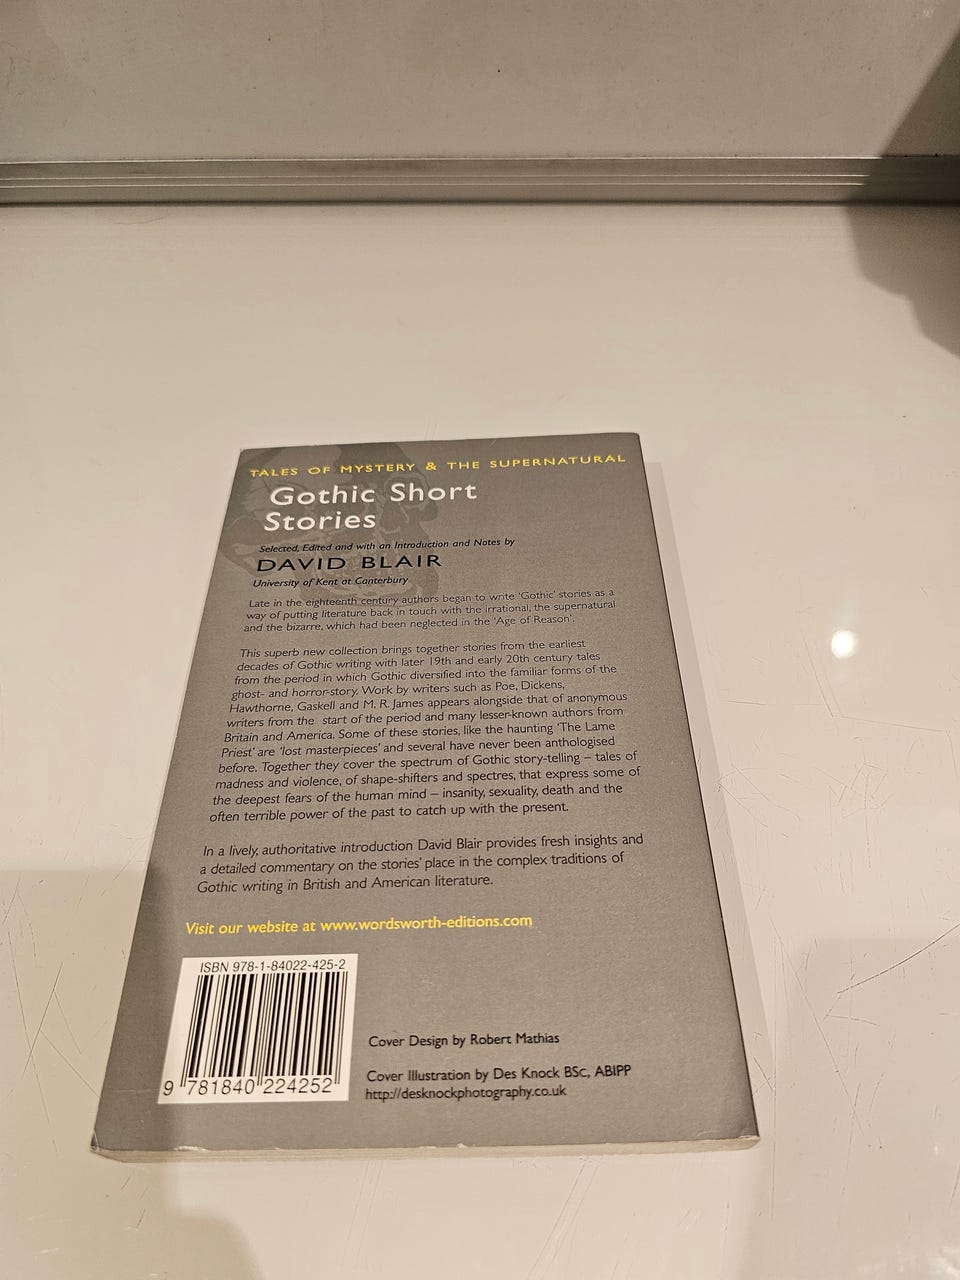 TALES OF MYSTERY & THE SUPERNATURAL
Gothic Short
Stories
Selected, Edited and with an Introduction and Notes by
DAVID BLAIR
University of Kent at Canterbury
Late in the eighteenth century authors began to write 'Gothic' stories as a
way of putting literature back in touch with the irrational, the supernatural
and the bizarre, which had been neglected in the 'Age of Reason'.
This superb new collection brings together stories from the earliest
decades of Gothic writing with later 19th and early 20th century tales
from the period in which Gothic diversified into the familiar forms of the
ghost- and horror-story. Work by writers such as Poe, Dickens,
Hawthorne, Gaskell and M. R. James appears alongside that of anonymous
writers from the start of the period and many lesser-known authors from
Britain and America. Some of these stories, like the haunting 'The Lame
Priest' are 'lost masterpieces' and several have never been anthologised
before. Together they cover the spectrum of Gothic story-telling – tales of
madness and violence, of shape-shifters and spectres, that express some of
the deepest fears of the human mind – insanity, sexuality, death and the
often terrible power of the past to catch up with the present.
In a lively, authoritative introduction David Blair provides fresh insights and
a detailed commentary on the stories' place in the complex traditions of
Gothic writing in British and American literature.
Visit our website at www.wordsworth-editions.com
ISBN 978-1-84022-425-2
9 781840 224252
Cover Design by Robert Mathias
Cover Illustration by Des Knock BSc, ABIPP
http://desknockphotography.co.uk